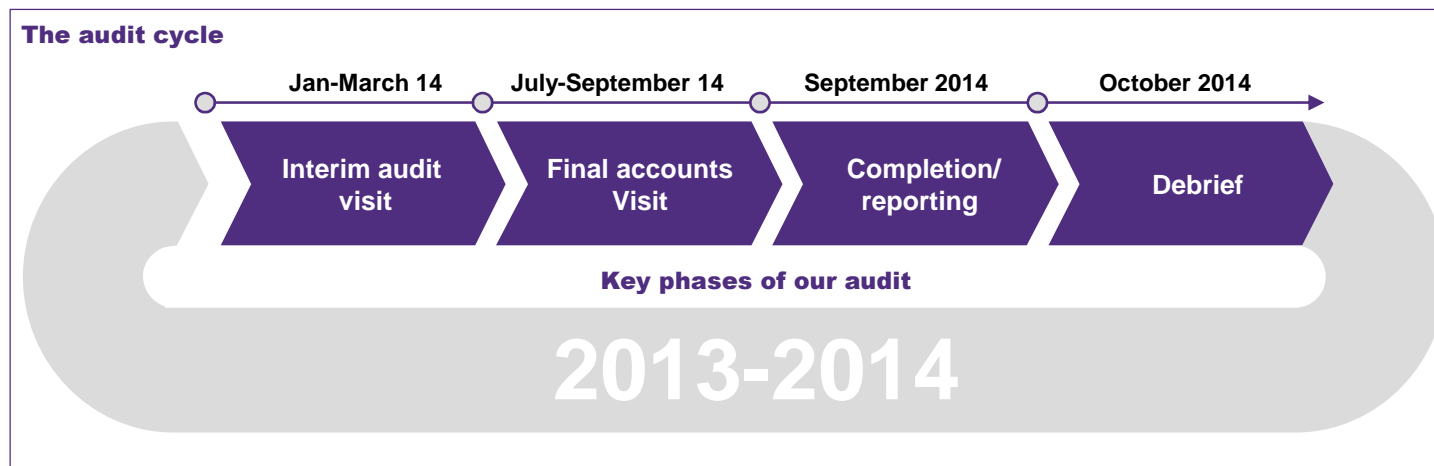 The audit cycle
Jan-March 14
July-September 14
September 2014
October 2014
Interim audit
visit
Final accounts
Visit
Completion/
reporting
Debrief
Key phases of our audit
2013-2014